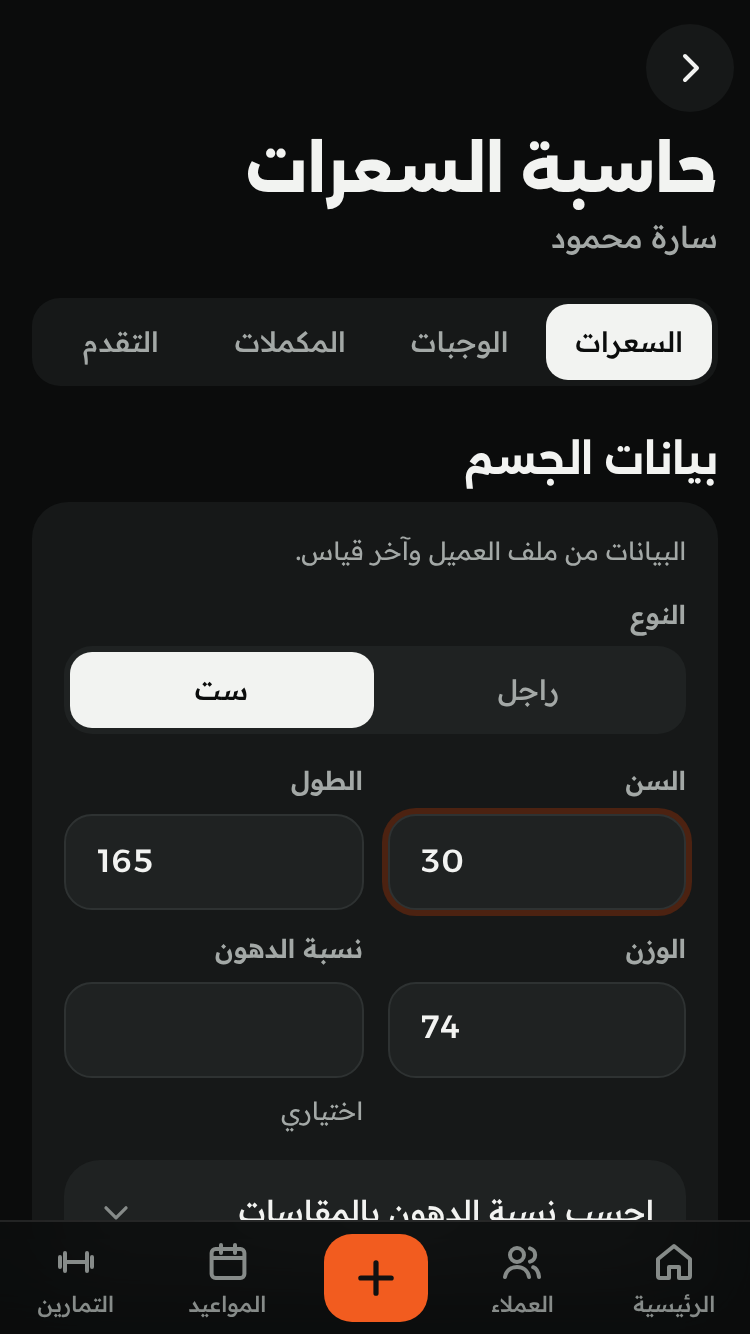 حاسبة السعرات
سارة محمود
السعرات الوجبات المكملات التقدم
بيانات الجسم
البيانات من ملف العميل وآخر قياس.
النوع
راجل ست
السن الطول
30 165
الوزن نسبة الدهون
74
اختياري
احسب نسبة الدهون بالمقاسات
الرئيسية العملاء المواعيد التمارين